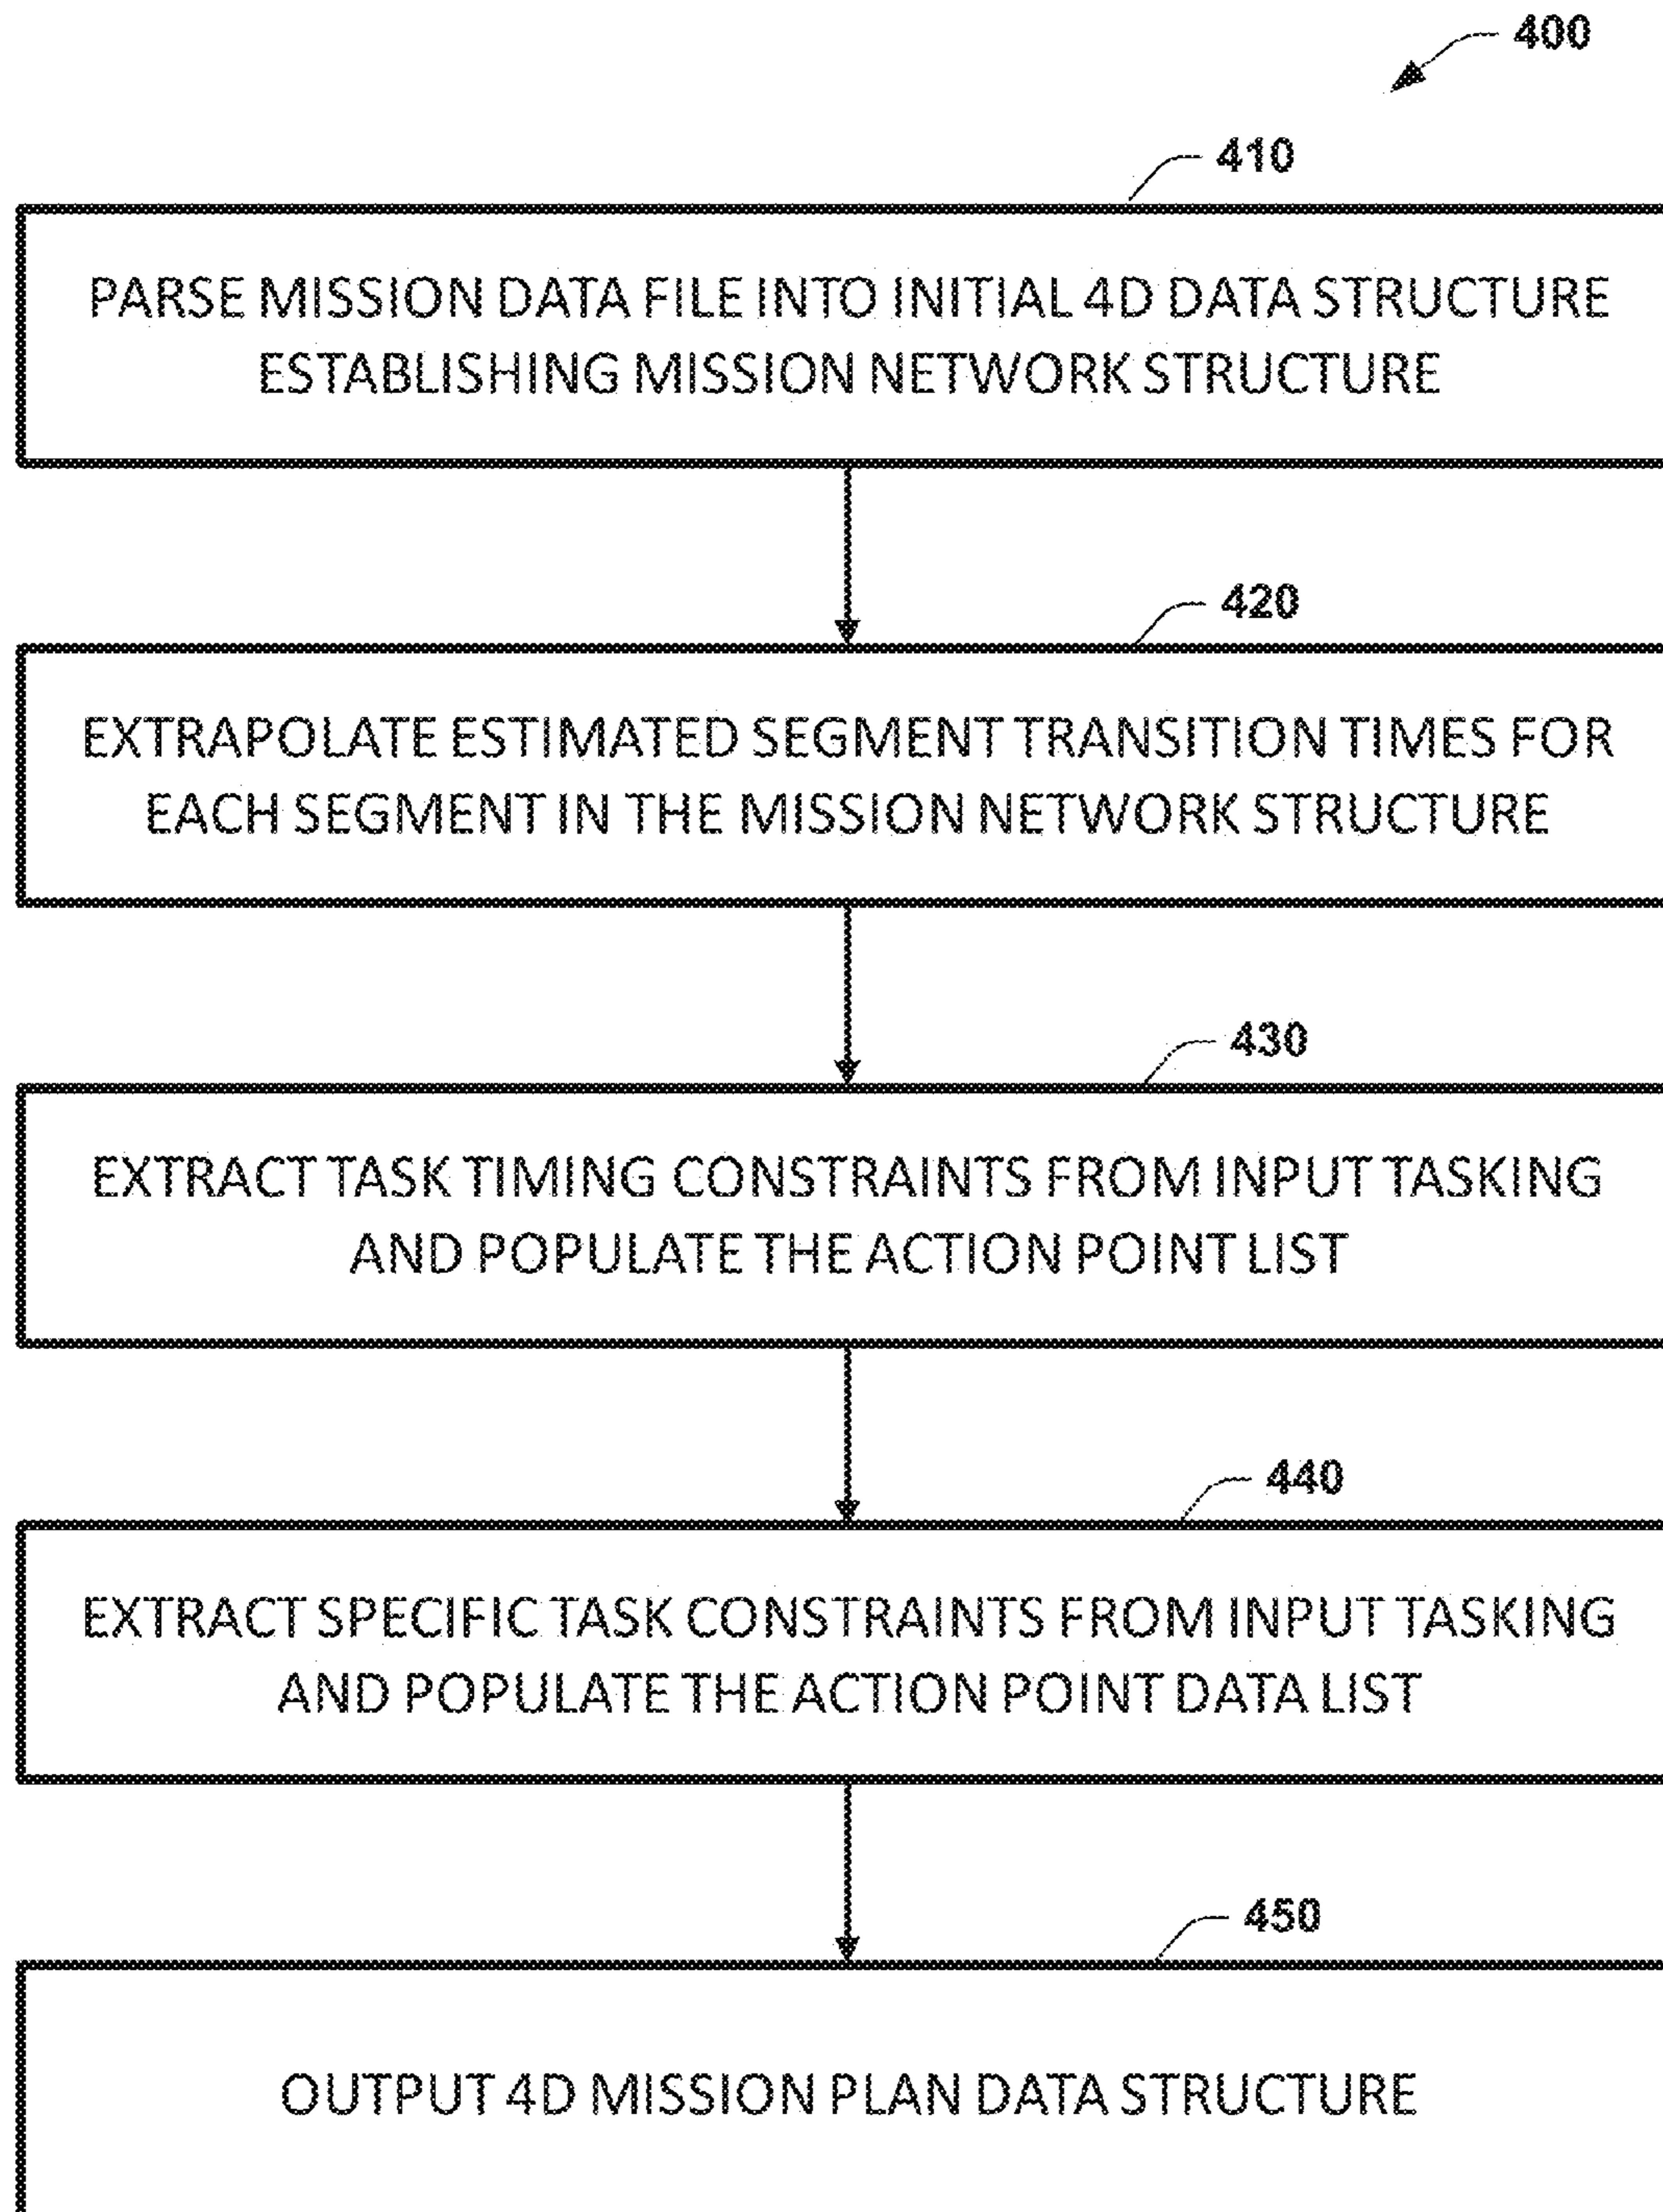 400
410
PARSE MISSION DATA FILE INTO INITIAL 4D DATA STRUCTURE
ESTABLISHING MISSION NETWORK STRUCTURE
420
EXTRAPOLATE ESTIMATED SEGMENT TRANSITION TIMES FOR
EACH SEGMENT IN THE MISSION NETWORK STRUCTURE
430
EXTRACT TASK TIMING CONSTRAINTS FROM INPUT TASKING
AND POPULATE THE ACTION POINT LIST
440
EXTRACT SPECIFIC TASK CONSTRAINTS FROM INPUT TASKING
AND POPULATE THE ACTION POINT DATA LIST
450
OUTPUT 4D MISSION PLAN DATA STRUCTURE